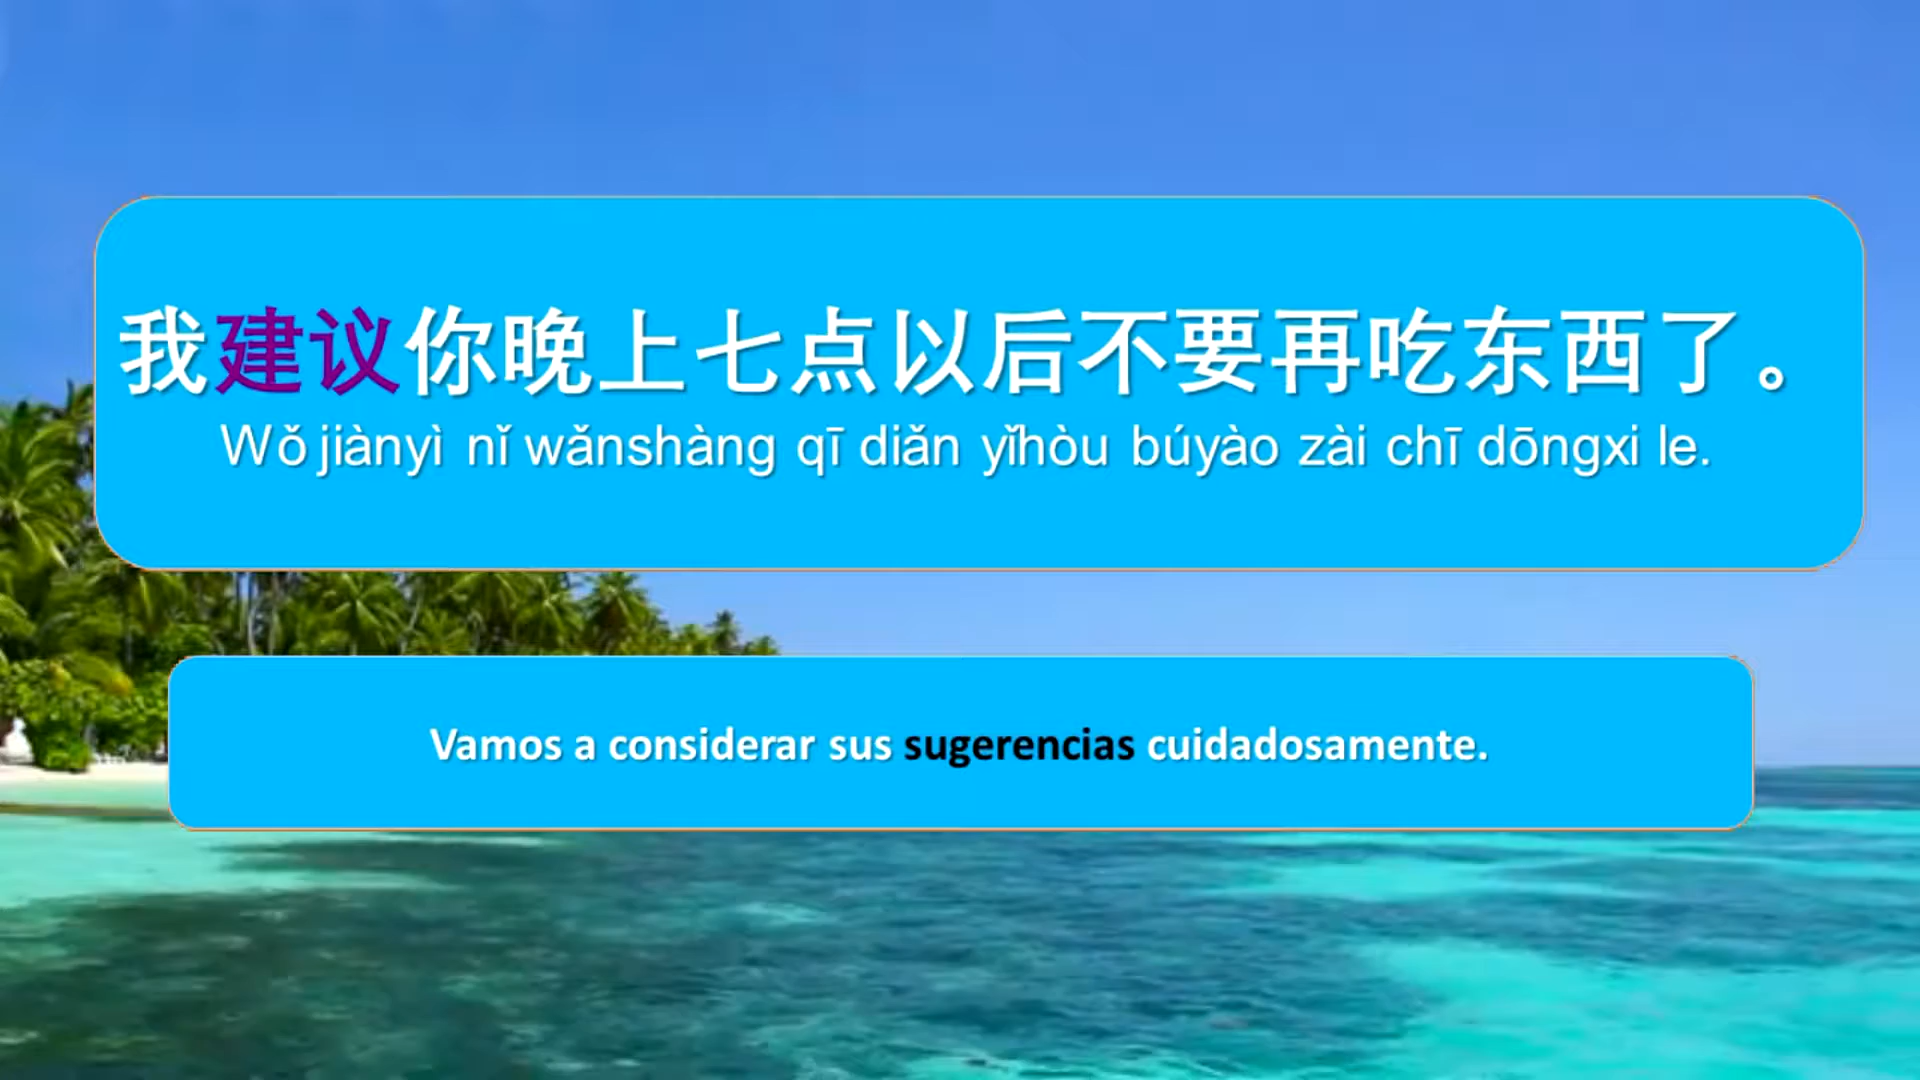 我建议你晚上七点以后不要再吃东西了。
Wǒ jiànyì nǐ wǎnshàng qī diǎn yǐhòu búyào zài chī dōngxi le.
Vamos a considerar sus sugerencias cuidadosamente.